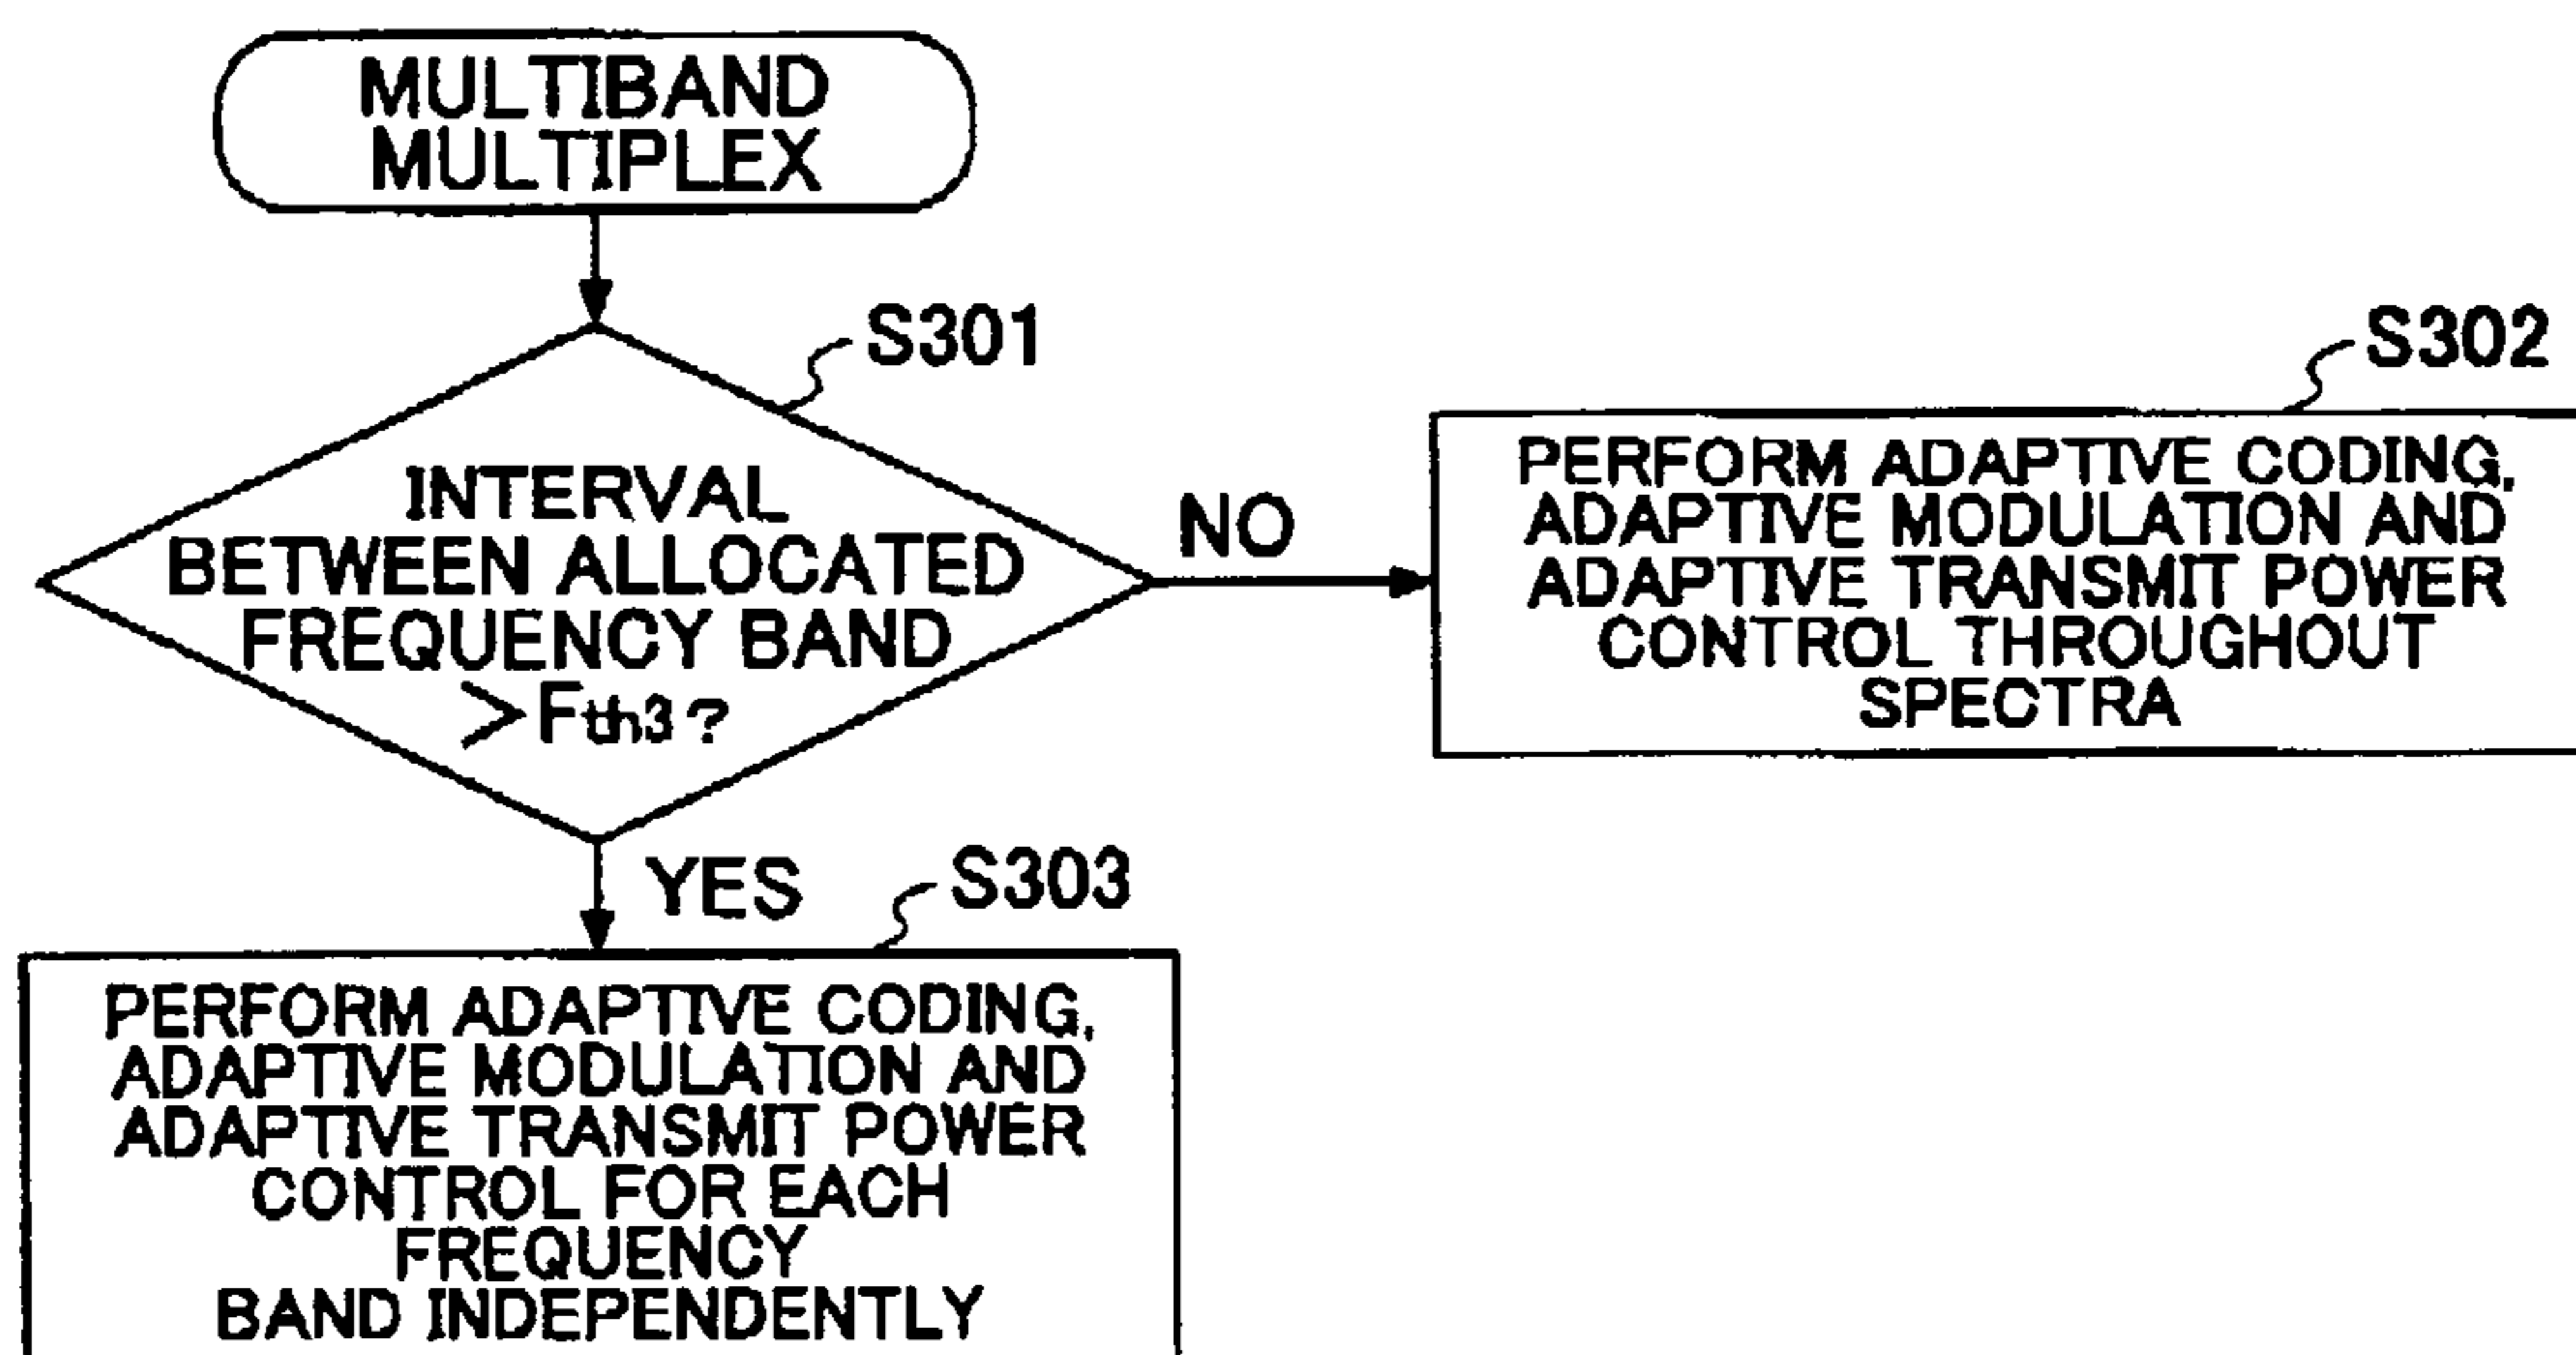 MULTIBAND
MULTIPLEX
S301
INTERVAL
BETWEEN ALLOCATED
FREQUENCY BAND
>Fth3?
NO
S302
PERFORM ADAPTIVE CODING,
ADAPTIVE MODULATION AND
ADAPTIVE TRANSMIT POWER
CONTROL THROUGHOUT
SPECTRA
YES
S303
PERFORM ADAPTIVE CODING,
ADAPTIVE MODULATION AND
ADAPTIVE TRANSMIT POWER
CONTROL FOR EACH
FREQUENCY
BAND INDEPENDENTLY